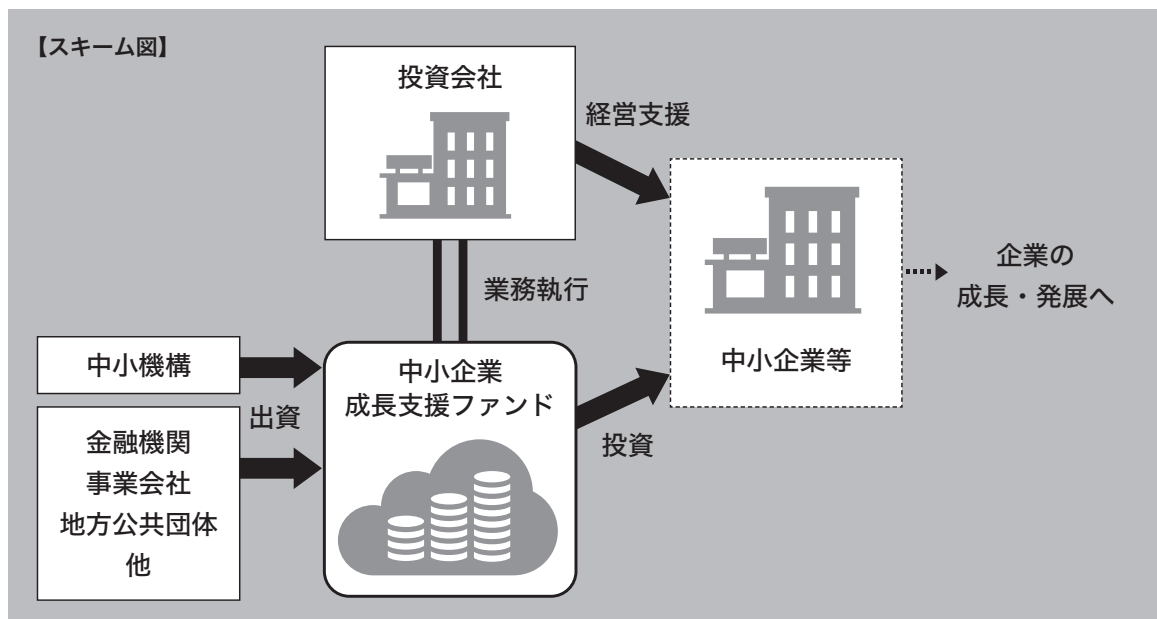 【スキーム図】
投資会社
経営支援
業務執行
企業の
成長・発展へ
中小企業等
中小機構
出資
金融機関
事業会社
地方公共団体
他
中小企業
成長支援ファンド
投資